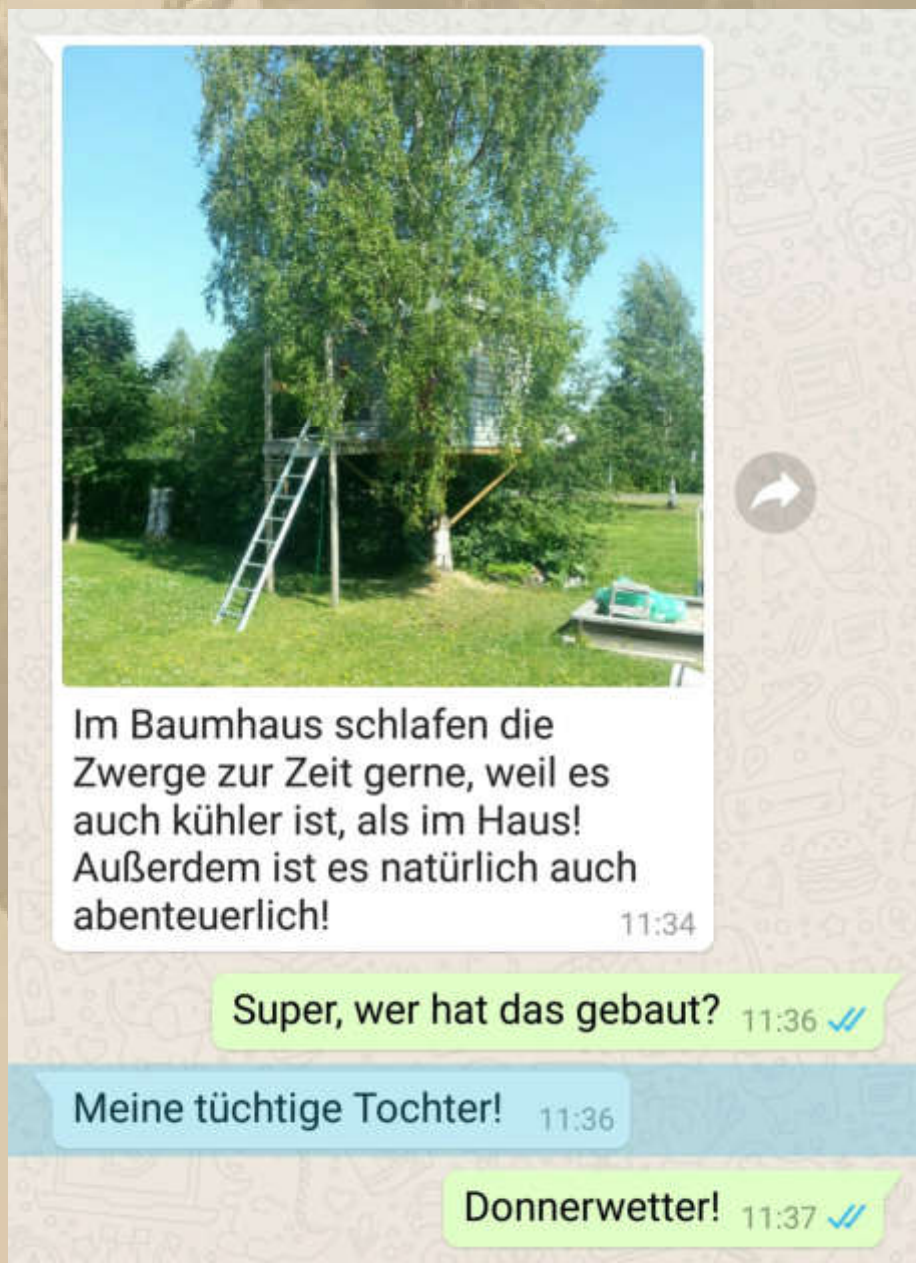 Im Baumhaus schlafen die
Zwerge zur Zeit gerne, weil es
auch kühler ist, als im Haus!
Außerdem ist es natürlich auch
abenteuerlich! 11:34
Super, wer hat das gebaut? 11:36
Meine tüchtige Tochter! 11:36
Donnerwetter! 11:37